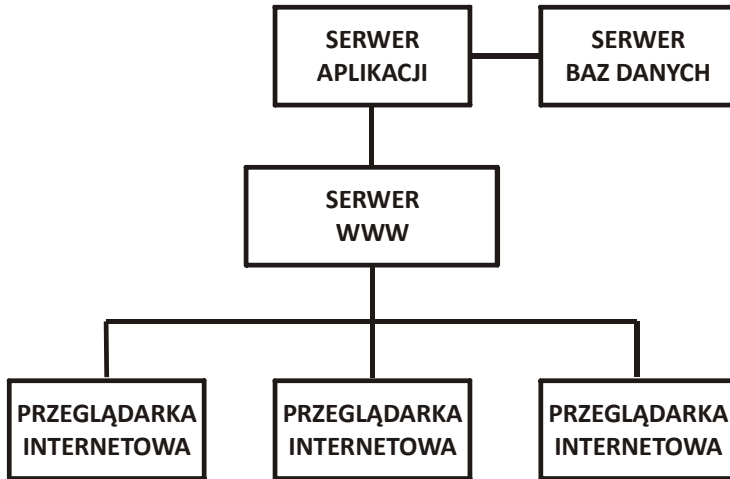 SERWER
APLIKACJI
SERWER
BAZ DANYCH
SERWER
WWW
PRZEGLĄDARKA
INTERNETOWA
PRZEGLĄDARKA
INTERNETOWA
PRZEGLĄDARKA
INTERNETOWA